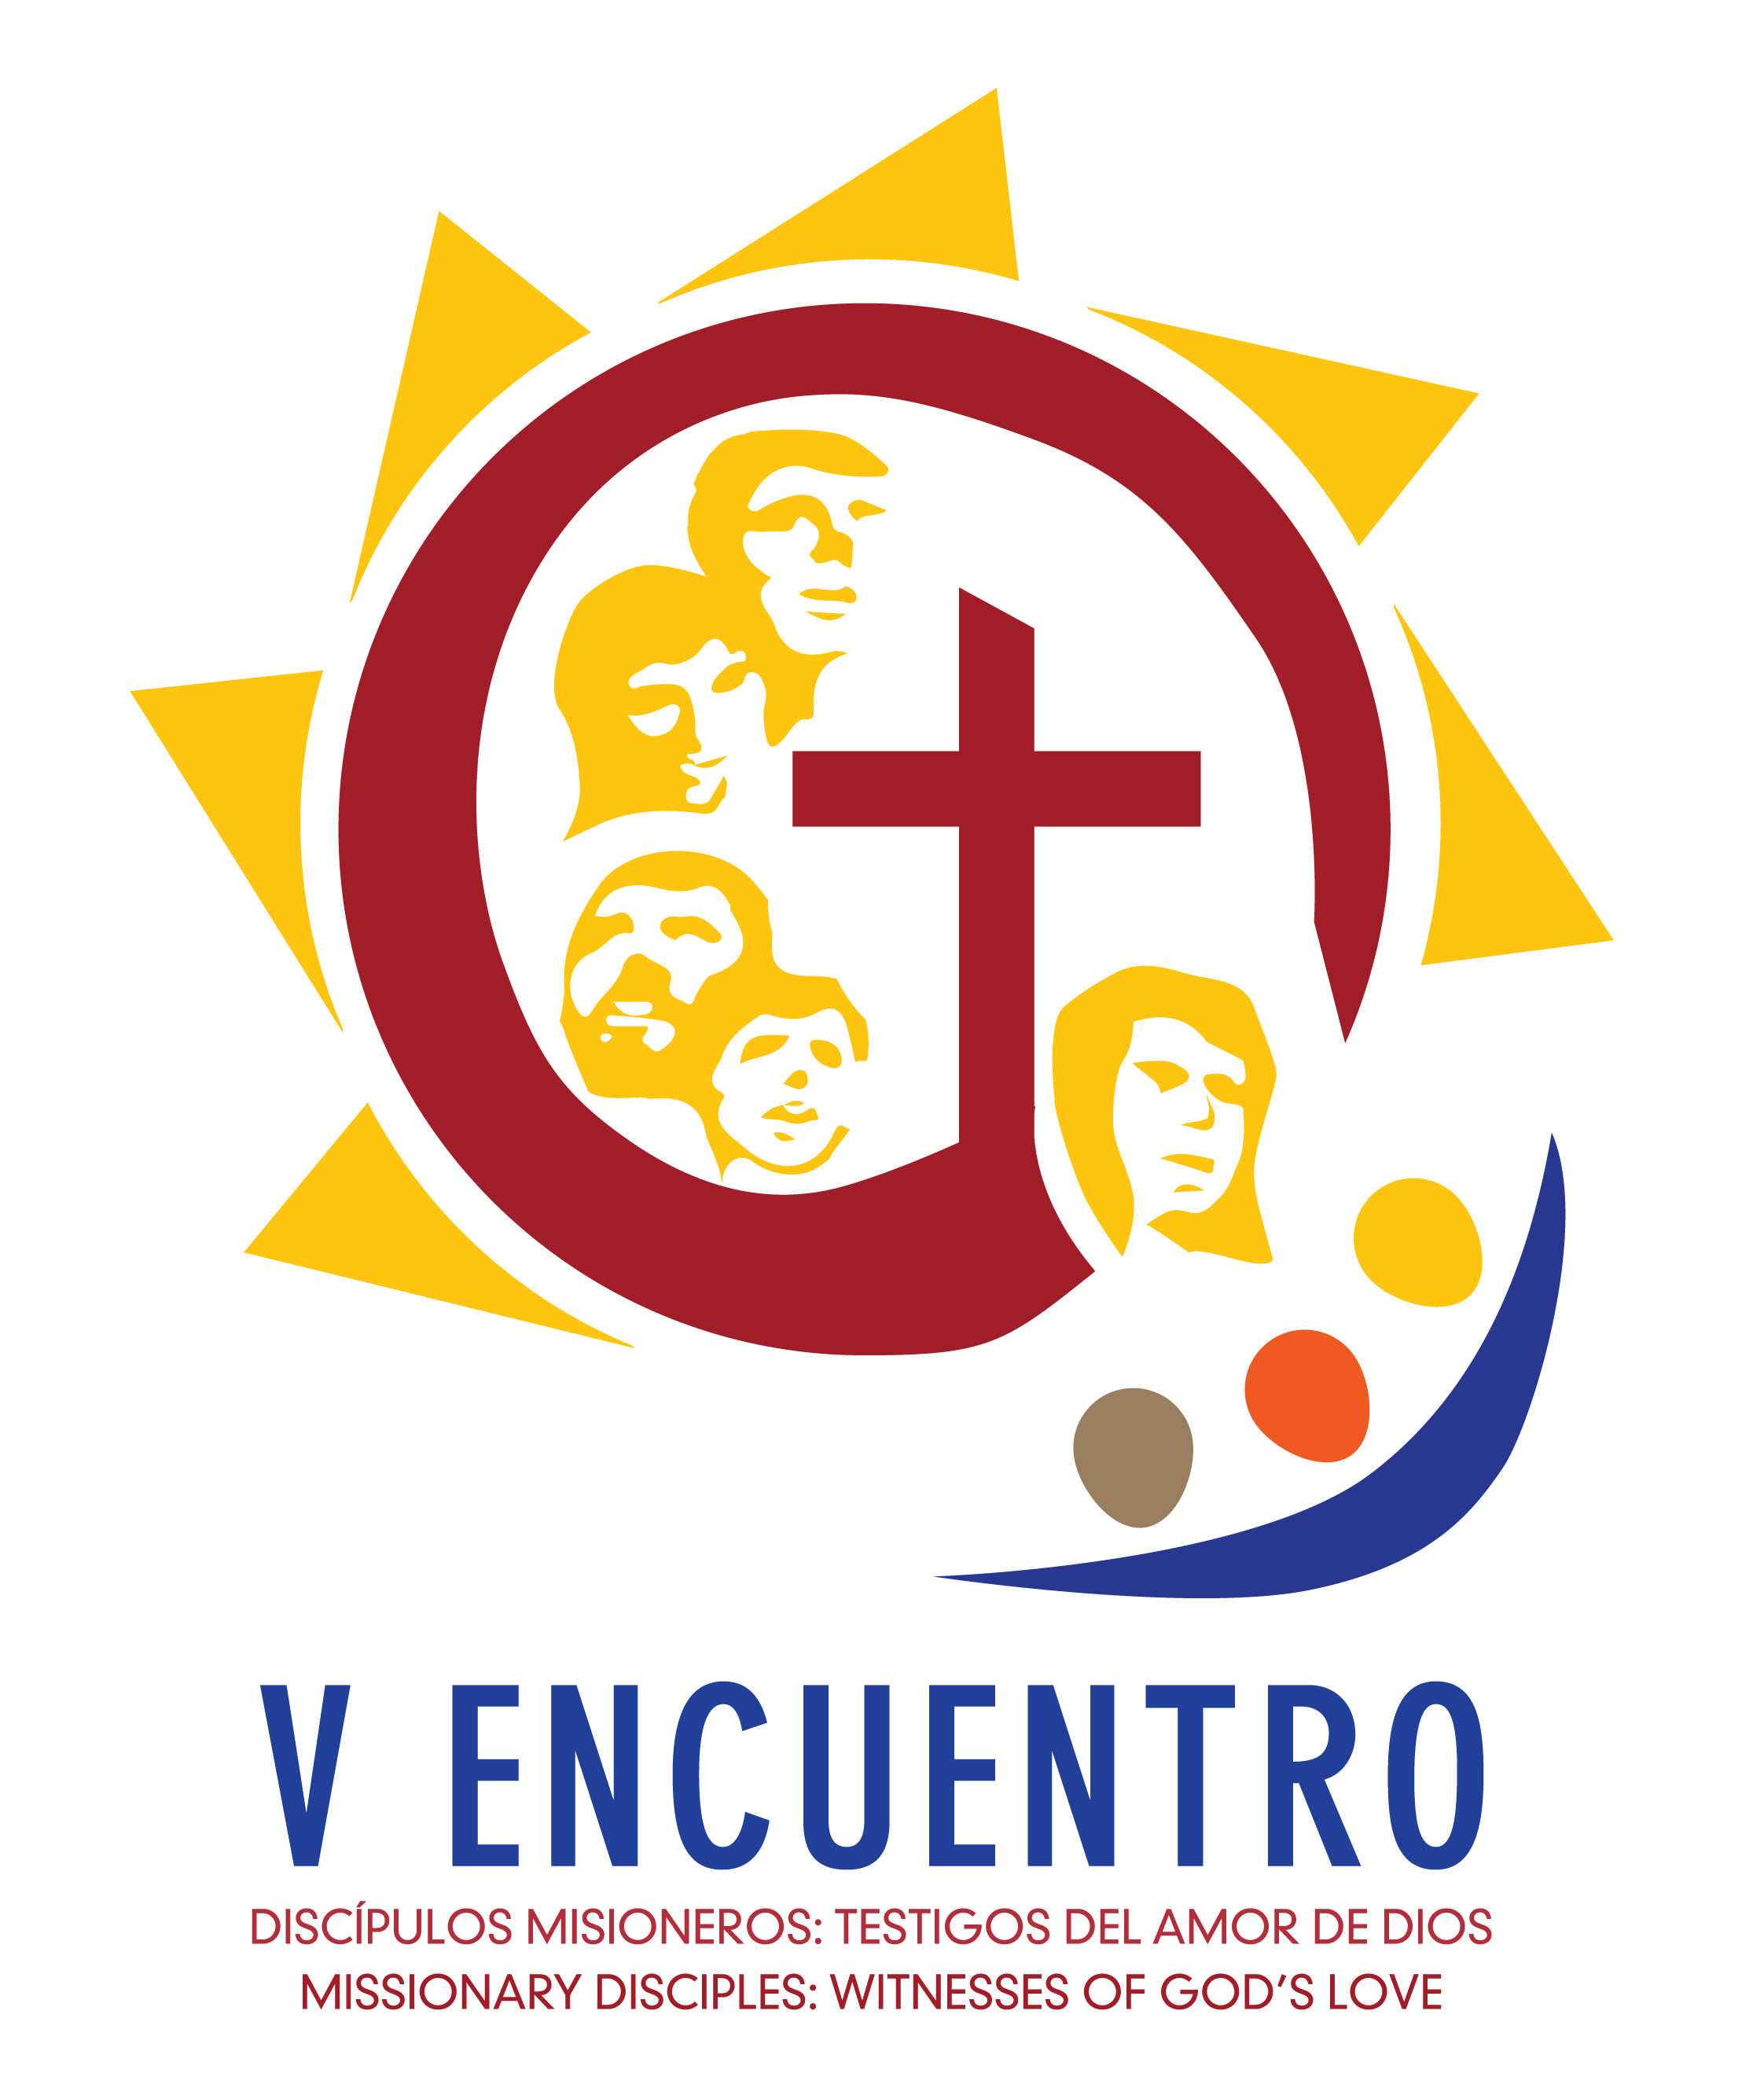 V ENCUENTRO
DISCÍPULOS MISIONEROS: TESTIGOS DEL AMOR DE DIOS
MISSIONARY DISCIPLES: WITNESSES OF GOD'S LOVE